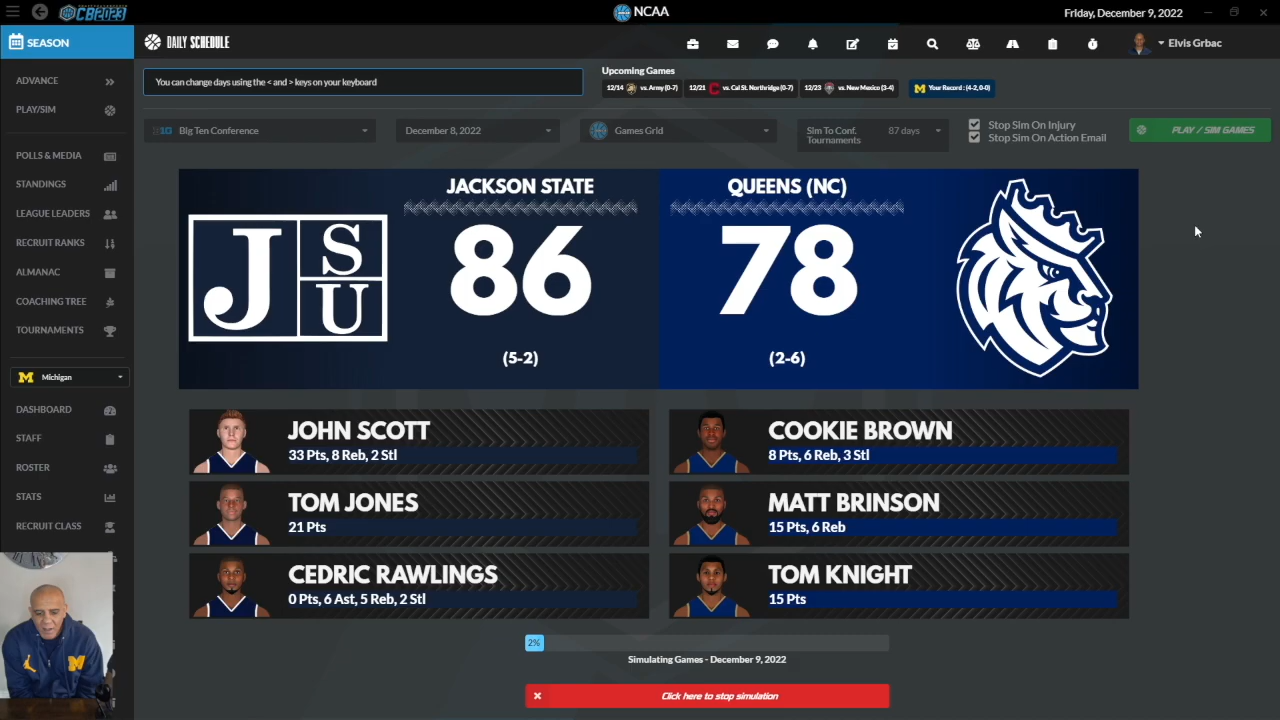 CB2023
NCAA
Friday, December 9, 2022
SEASON
DAILY SCHEDULE
Elvis Grbac
ADVANCE
PLAY/SIM
POLLS & MEDIA
STANDINGS
LEAGUE LEADERS
RECRUIT RANKS
ALMANAC
COACHING TREE
TOURNAMENTS
Michigan
DASHBOARD
STAFF
ROSTER
STATS
RECRUIT CLASS
You can change days using the < and > keys on your keyboard
Upcoming Games
12/14 vs. Army (0-7)
12/21 vs. Cal St. Northridge (0-7)
12/23 vs. New Mexico (3-4)
Your Record : (4-2, 0-0)
B1G Big Ten Conference
December 8, 2022
Games Grid
Sim To Conf. Tournaments
87 days
Stop Sim On Injury
Stop Sim On Action Email
PLAY / SIM GAMES
JSU
JACKSON STATE
86
(5-2)
QUEENS (NC)
78
(2-6)
JOHN SCOTT
33 Pts, 8 Reb, 2 Stl
COOKIE BROWN
8 Pts, 6 Reb, 3 Stl
TOM JONES
21 Pts
MATT BRINSON
15 Pts, 6 Reb
CEDRIC RAWLINGS
0 Pts, 6 Ast, 5 Reb, 2 Stl
TOM KNIGHT
15 Pts
2%
Simulating Games - December 9, 2022
Click here to stop simulation